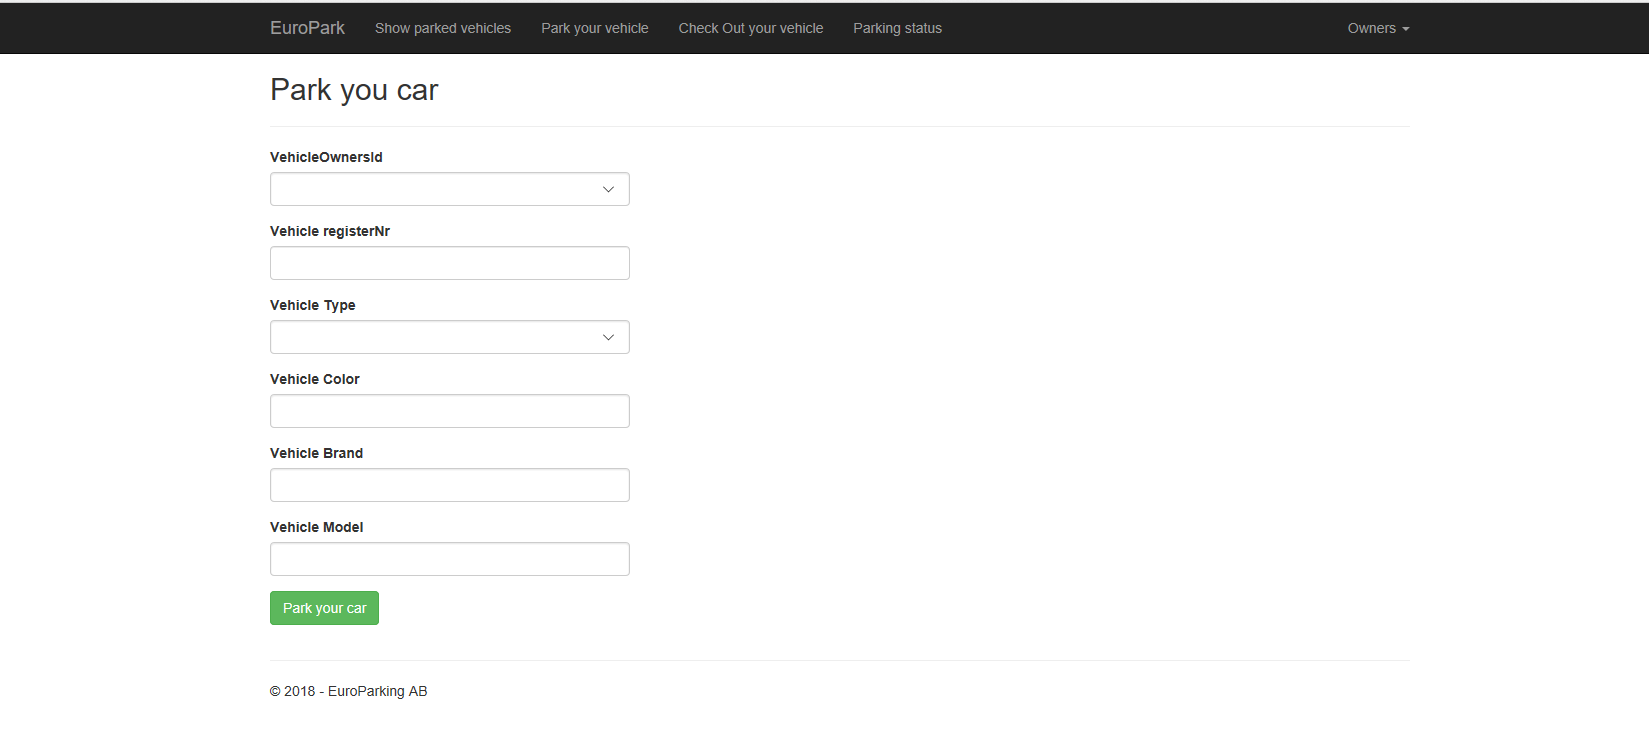 EuroPark Show parked vehicles Park your vehicle Check Out your vehicle Parking status Owners
Park you car
VehicleOwnersId
Vehicle registerNr
Vehicle Type
Vehicle Color
Vehicle Brand
Vehicle Model
Park your car
© 2018 - EuroParking AB